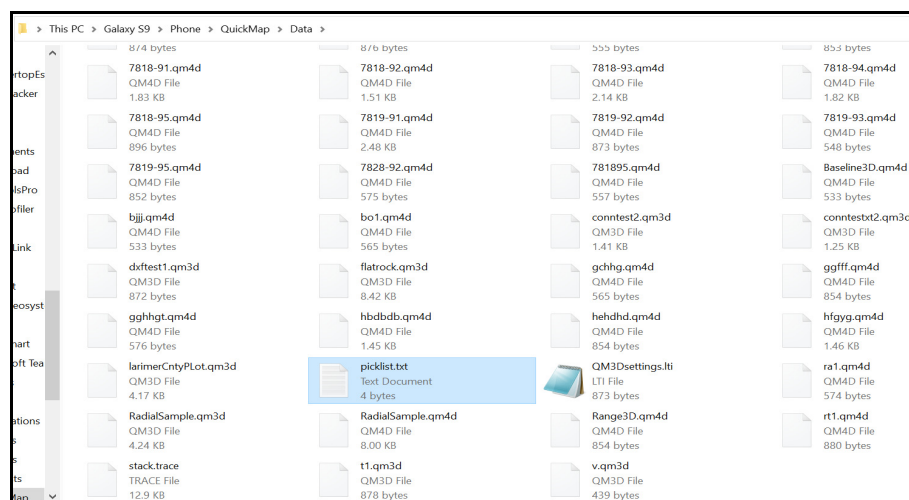 > This PC > Galaxy S9 > Phone > QuickMap > Data >
874 bytes 876 bytes 555 bytes 853 bytes
7818-91.qm4d 7818-92.qm4d 7818-93.qm4d 7818-94.qm4d
QM4D File QM4D File QM4D File QM4D File
1.83 KB 1.51 KB 2.14 KB 1.82 KB
7818-95.qm4d 7819-91.qm4d 7819-92.qm4d 7819-93.qm4d
QM4D File QM4D File QM4D File QM4D File
896 bytes 2.48 KB 873 bytes 548 bytes
7819-95.qm4d 7828-92.qm4d 781895.qm4d Baseline3D.qm4d
QM4D File QM4D File QM4D File QM4D File
852 bytes 575 bytes 557 bytes 533 bytes
bjjj.qm4d bo1.qm4d conntest2.qm3d conntestxt2.qm3d
QM4D File QM4D File QM3D File QM3D File
533 bytes 565 bytes 1.41 KB 1.25 KB
dxftest1.qm3d flatrock.qm3d gchhg.qm4d ggfff.qm4d
QM3D File QM3D File QM4D File QM4D File
872 bytes 8.42 KB 565 bytes 854 bytes
gghhgt.qm4d hbdbdb.qm4d hehdhd.qm4d hfgyg.qm4d
QM4D File QM4D File QM4D File QM4D File
576 bytes 1.45 KB 854 bytes 1.46 KB
larimerCntyPLot.qm3d picklist.txt QM3Dsettings.lti ra1.qm4d
QM3D File Text Document LTI File QM4D File
4.17 KB 4 bytes 873 bytes 574 bytes
RadialSample.qm3d RadialSample.qm4d Range3D.qm4d rt1.qm4d
QM3D File QM4D File QM4D File QM4D File
4.24 KB 8.00 KB 854 bytes 880 bytes
stack.trace t1.qm3d v.qm3d
TRACE File QM3D File QM3D File
12.9 KB 878 bytes 439 bytes
rtopEs
acker
ents
oad
lsPro
ofiler
Link
t
eosyst
nart
oft Tea
ations
s
s
ts
Map